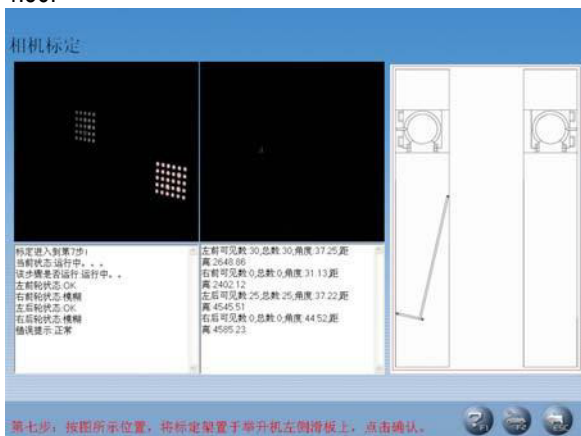 相机标定
标定进入到第7步:
当前状态:运行中。。。
该步骤是否运行:运行中。。
左前轮状态:OK
右前轮状态:模糊
左后轮状态:OK
右后轮状态:模糊
错误提示:正常
左前可见数:30,总数:30,角度:37.25,距
离:2648.86
右前可见数:0,总数:0,角度:31.13,距
离:2402.12
左后可见数:25,总数:25,角度:37.22,距
离:4545.51
右后可见数:0,总数:0,角度:44.52,距
离:4585.23
第七步:按图所示位置,将标定架置于举升机左侧滑板上,点击确认。
F1
F2
ESC